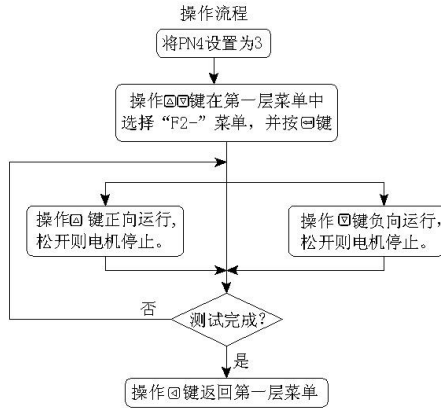 操作流程
将PN4设置为3
操作△▽键在第一层菜单中
选择“F2-”菜单，并按⏎键
操作△ 键正向运行，
松开则电机停止。
操作▽键负向运行，
松开则电机停止。
否
测试完成?
是
操作◁键返回第一层菜单